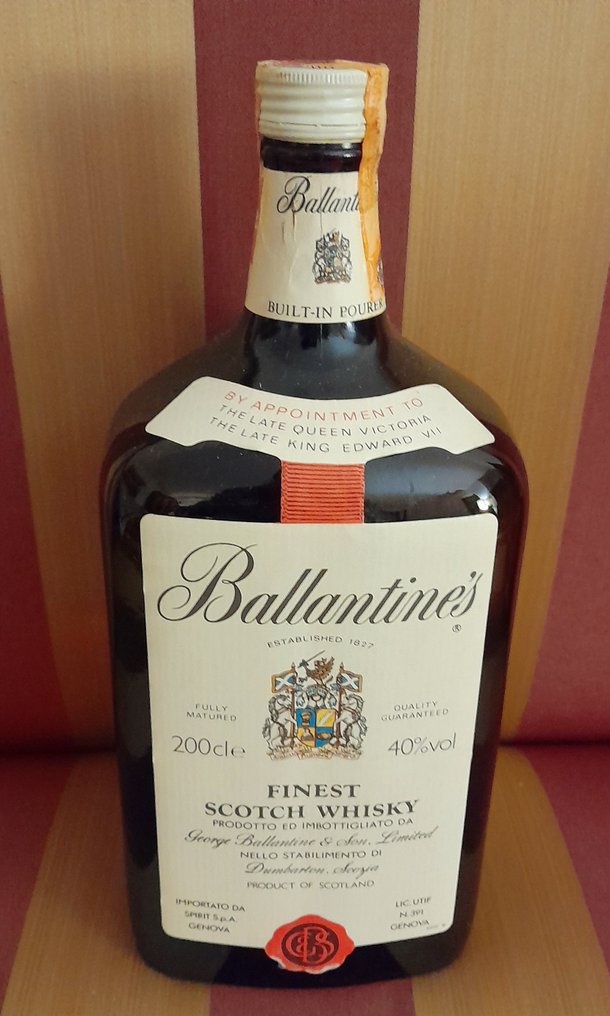 Ballanti
BUILT-IN POURER
BY APPOINTMENT TO
THE LATE QUEEN VICTORIA
THE LATE KING EDWARD VII
Ballantine's
®
ESTABLISHED 1827
FULLY
MATURED
QUALITY
GUARANTEED
200cle
40%vol
FINEST
SCOTCH WHISKY
PRODOTTO ED IMBOTTIGLIATO DA
George Ballantine & Son, Limited
NELLO STABILIMENTO DI
Dumbarton, Scozia
PRODUCT OF SCOTLAND
IMPORTATO DA
SPIRIT S.p.A.
GENOVA
LIC. UTIF
N. 391
GENOVA
GBS